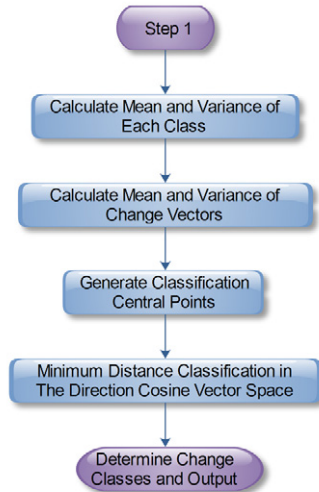 Step 1
Calculate Mean and Variance of
Each Class
Calculate Mean and Variance of
Change Vectors
Generate Classification
Central Points
Minimum Distance Classification in
The Direction Cosine Vector Space
Determine Change
Classes and Output